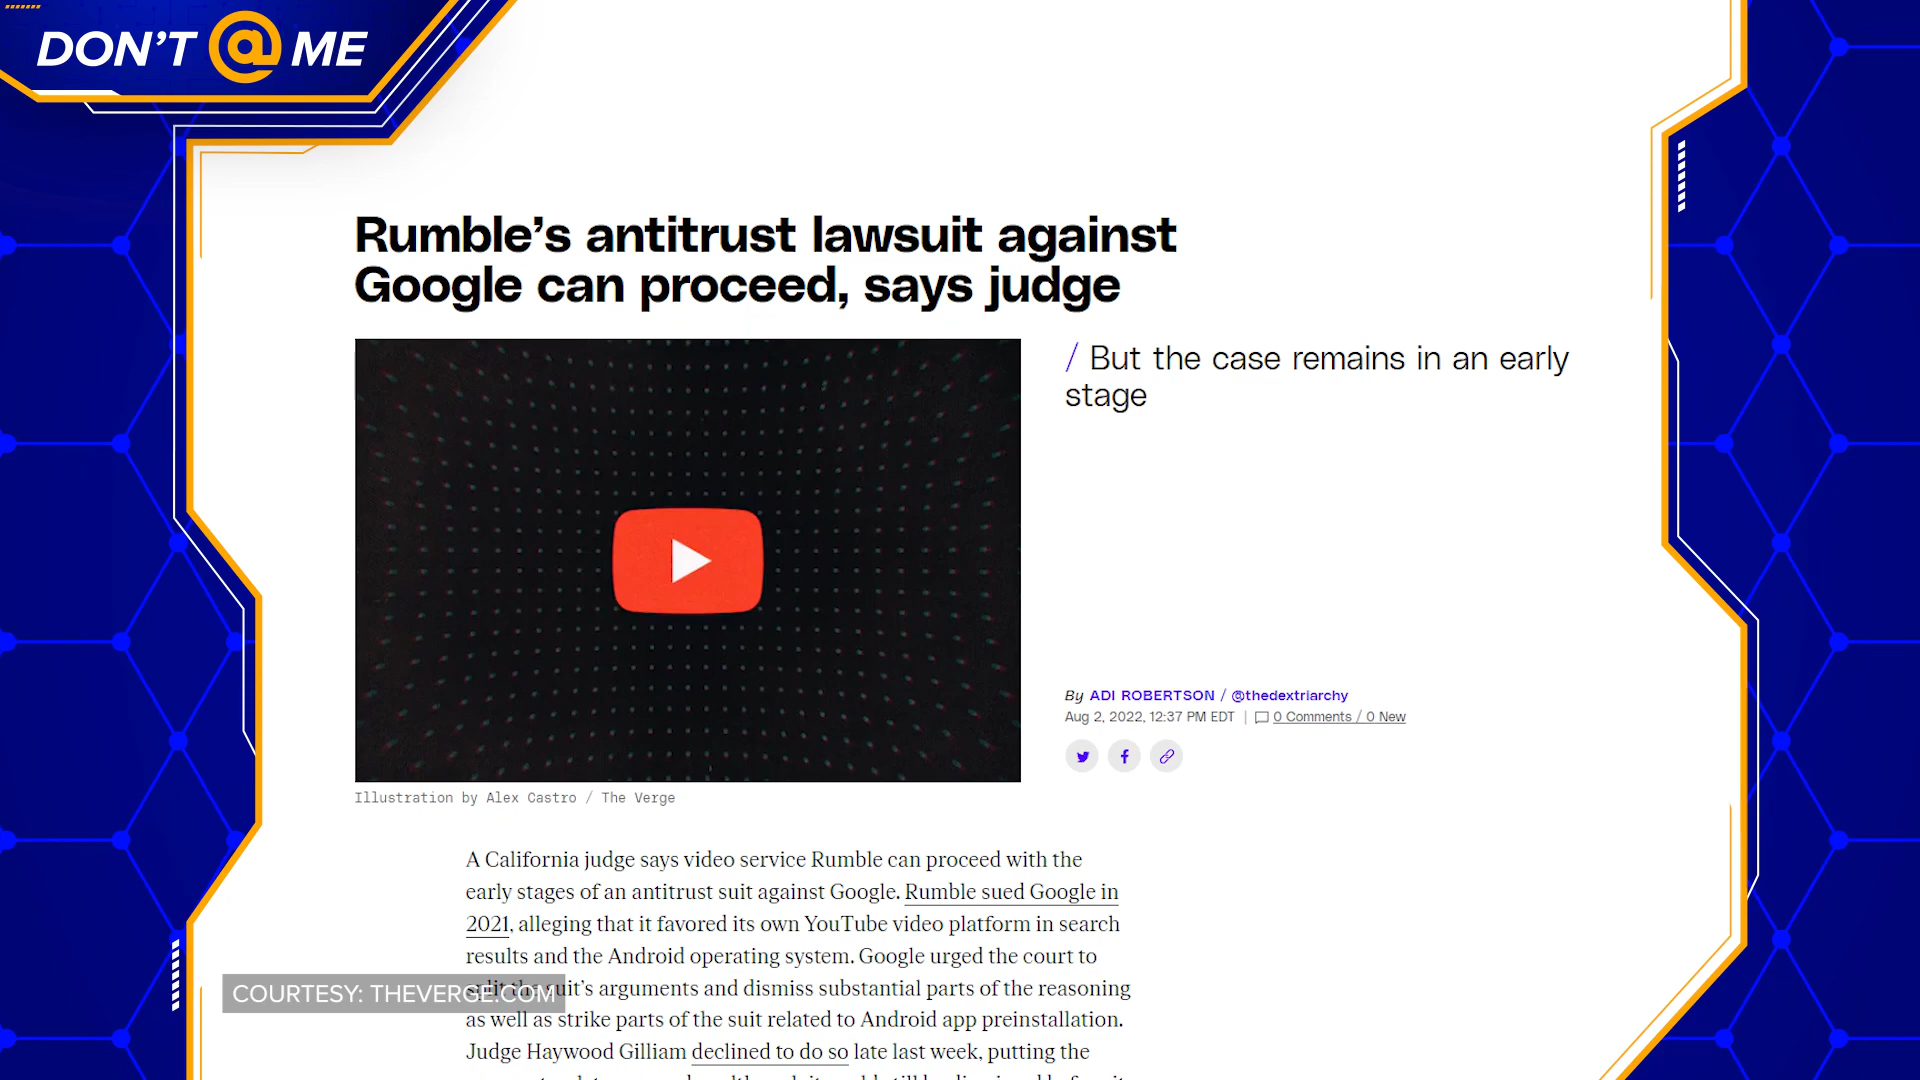 DON'T @ ME
Rumble's antitrust lawsuit against
Google can proceed, says judge
/ But the case remains in an early
stage
By ADI ROBERTSON / @thedextriarchy
Aug 2, 2022, 12:37 PM EDT | 0 Comments / 0 New
Illustration by Alex Castro / The Verge
A California judge says video service Rumble can proceed with the
early stages of an antitrust suit against Google. Rumble sued Google in
2021, alleging that it favored its own YouTube video platform in search
results and the Android operating system. Google urged the court to
split the suit's arguments and dismiss substantial parts of the reasoning
as well as strike parts of the suit related to Android app preinstallation.
Judge Haywood Gilliam declined to do so late last week, putting the
COURTESY: THEVERGE.COM